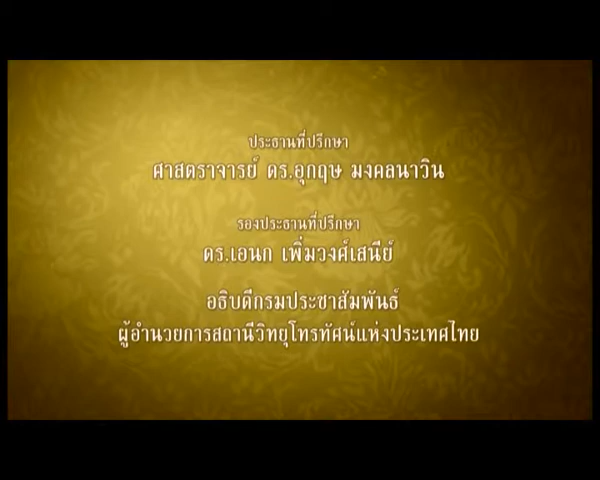 ประธานที่ปรึกษา
ศาสตราจารย์ ดร.อุกฤษ มงคลนาวิน
รองประธานที่ปรึกษา
ดร.เอนก เพิ่มวงศ์เสนีย์
อธิบดีกรมประชาสัมพันธ์
ผู้อำนวยการสถานีวิทยุโทรทัศน์แห่งประเทศไทย